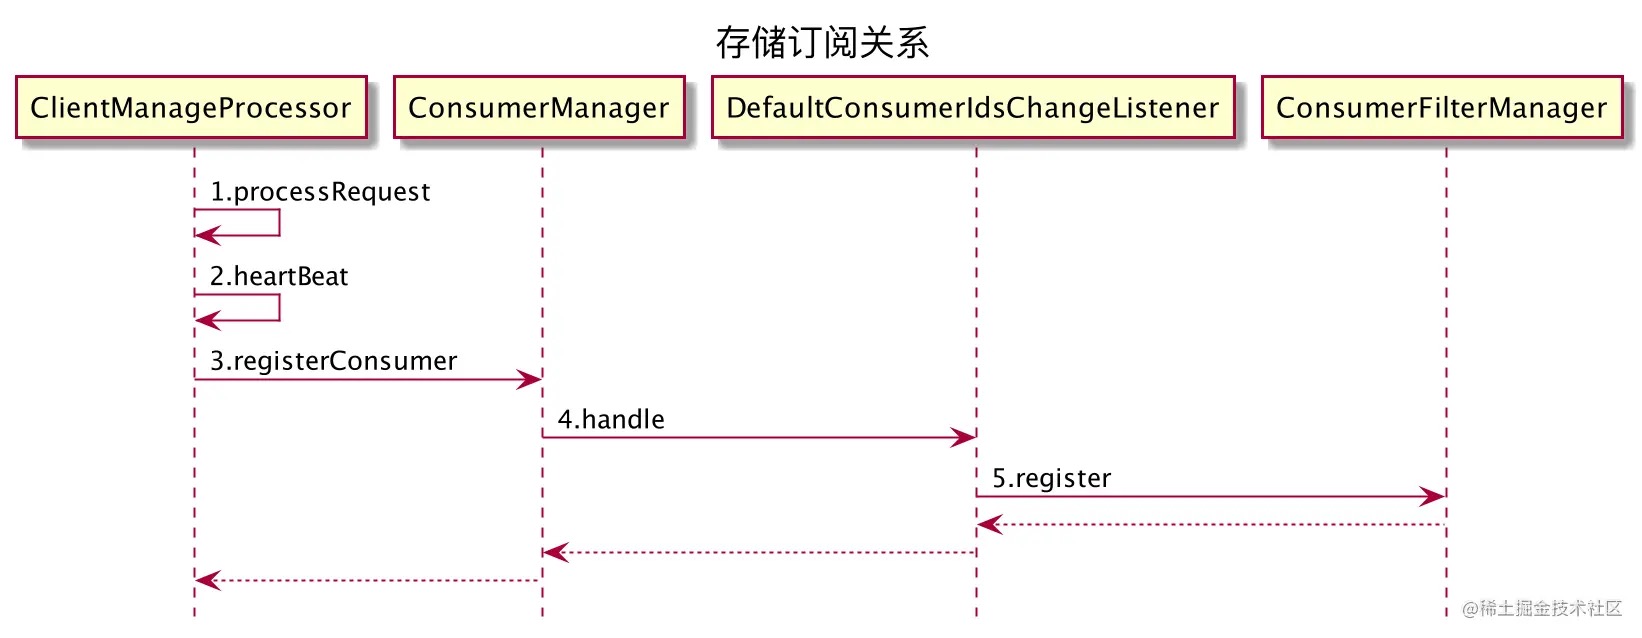 存储订阅关系
ClientManageProcessor
ConsumerManager
DefaultConsumerIdsChangeListener
ConsumerFilterManager
1.processRequest
2.heartBeat
3.registerConsumer
4.handle
5.register
@稀土掘金技术社区